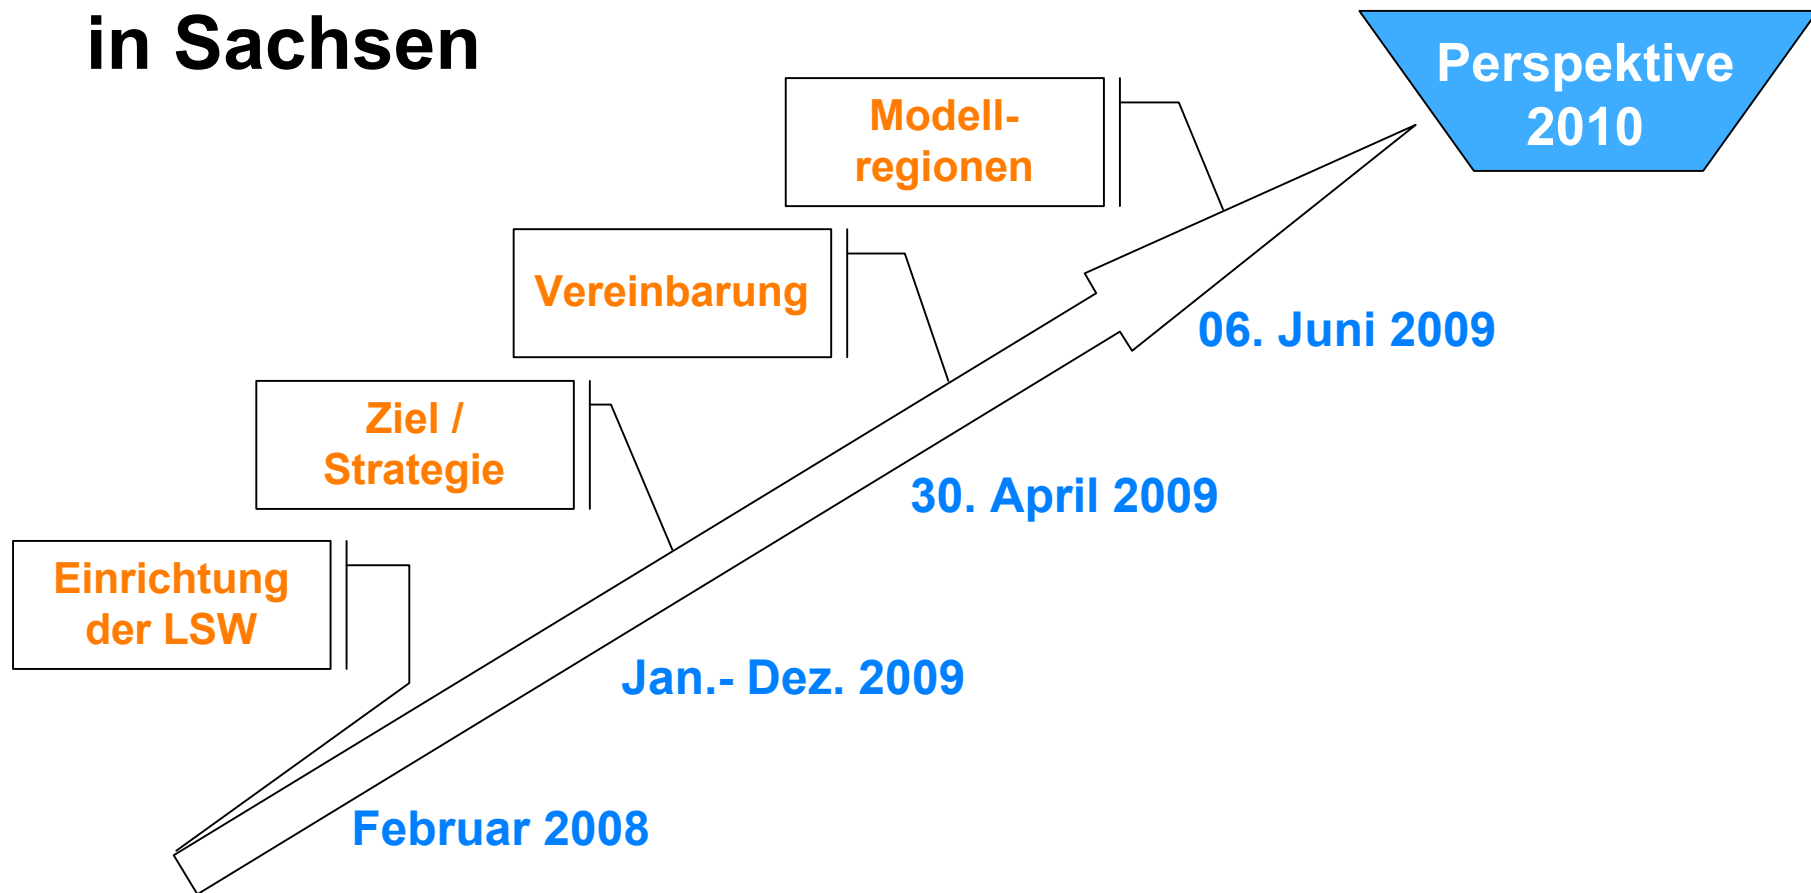 in Sachsen
Perspektive
2010
Modell-
regionen
Vereinbarung
06. Juni 2009
Ziel /
Strategie
30. April 2009
Einrichtung
der LSW
Jan.- Dez. 2009
Februar 2008